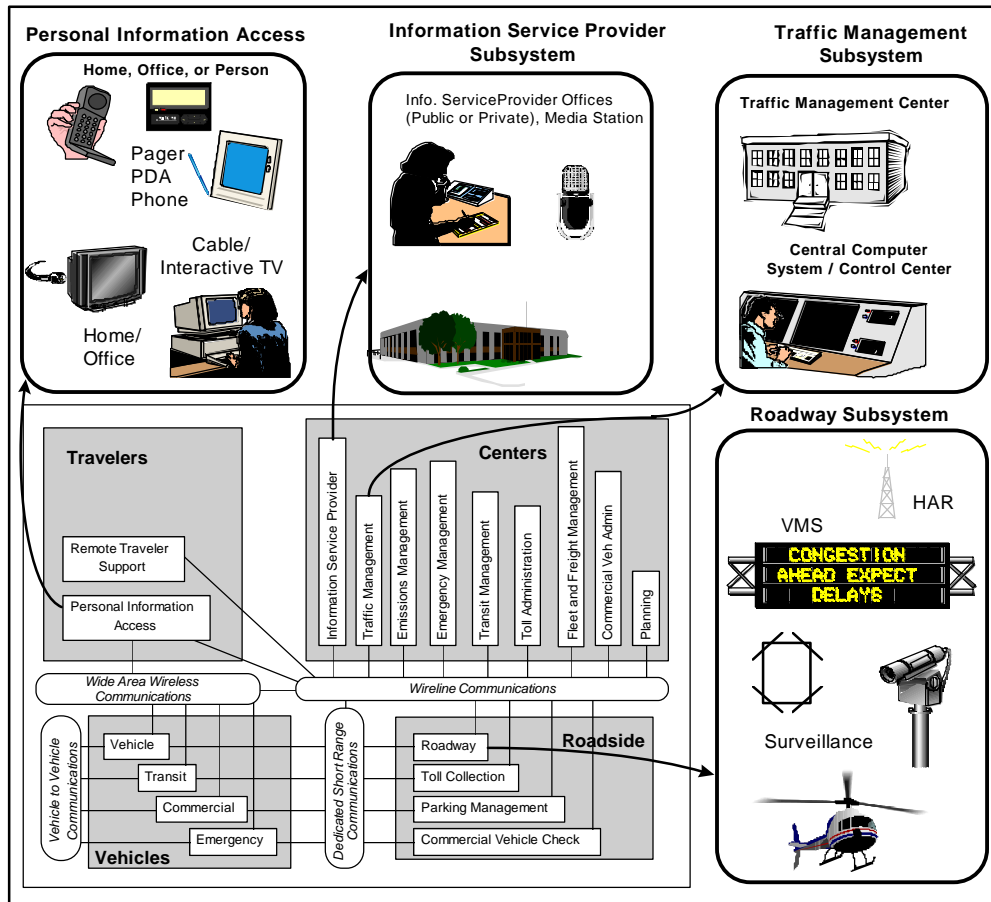 Personal Information Access
Home, Office, or Person
Pager
PDA
Phone
Cable/
Interactive TV
Home/
Office
Information Service Provider
Subsystem
Info. ServiceProvider Offices
(Public or Private), Media Station
Traffic Management
Subsystem
Traffic Management Center
Central Computer
System / Control Center
Roadway Subsystem
HAR
VMS
CONGESTION
AHEAD EXPECT
DELAYS
Surveillance
Travelers
Remote Traveler
Support
Personal Information
Access
Centers
Information Service Provider
Traffic Management
Emissions Management
Emergency Management
Transit Management
Toll Administration
Fleet and Freight Management
Commercial Veh Admin
Planning
Wide Area Wireless
Communications
Wireline Communications
Vehicle to Vehicle
Communications
Vehicle
Transit
Commercial
Emergency
Vehicles
Dedicated Short Range
Communications
Roadside
Roadway
Toll Collection
Parking Management
Commercial Vehicle Check